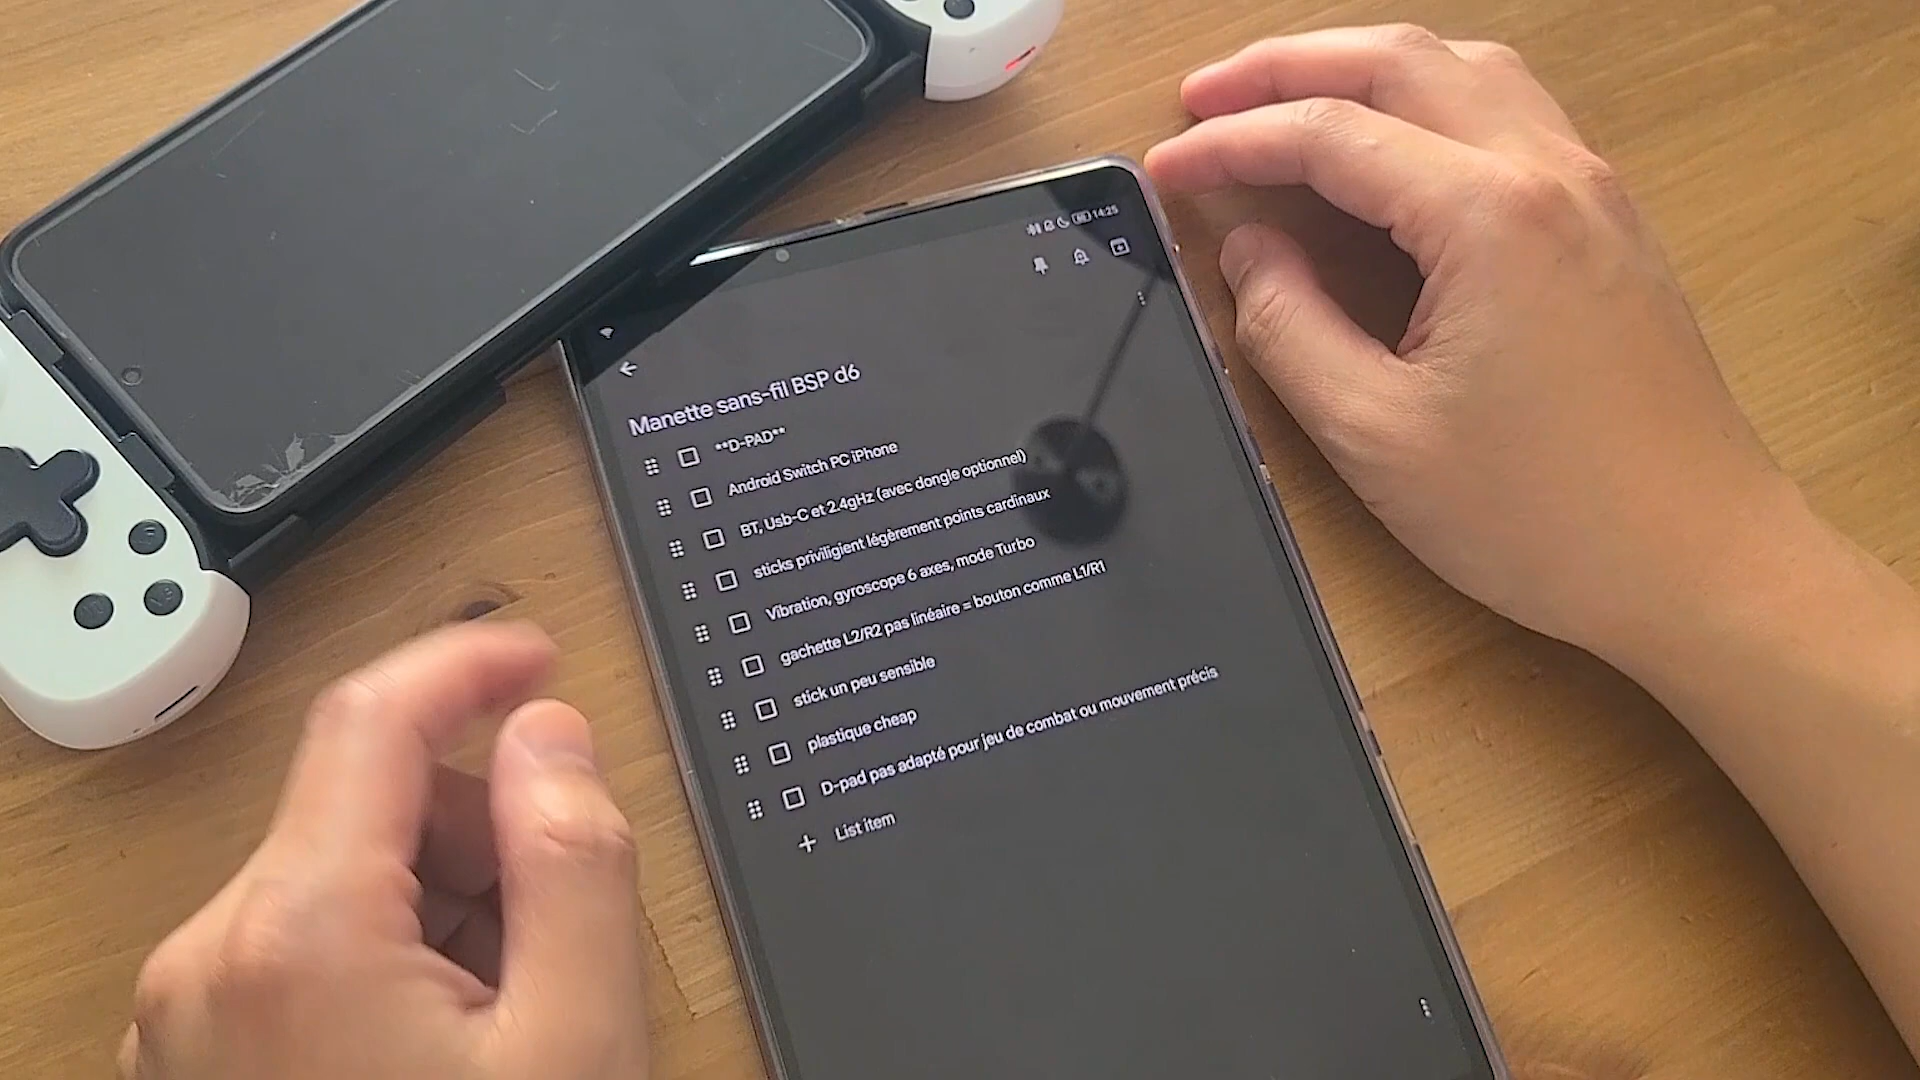 14:25
Manette sans-fil BSP d6
**D-PAD**
Android Switch PC iPhone
BT, Usb-C et 2.4gHz (avec dongle optionnel)
sticks priviligient légèrement points cardinaux
Vibration, gyroscope 6 axes, mode Turbo
gachette L2/R2 pas linéaire = bouton comme L1/R1
stick un peu sensible
plastique cheap
D-pad pas adapté pour jeu de combat ou mouvement précis
+ List item